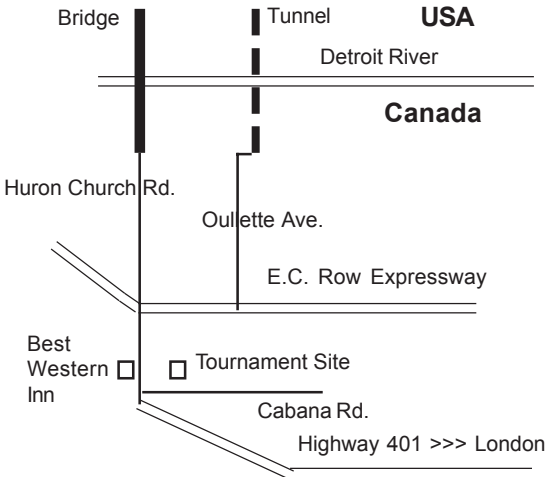 Bridge
Tunnel
USA
Detroit River
Canada
Huron Church Rd.
Oullette Ave.
E.C. Row Expressway
Best
Western
Inn
Tournament Site
Cabana Rd.
Highway 401 >>> London